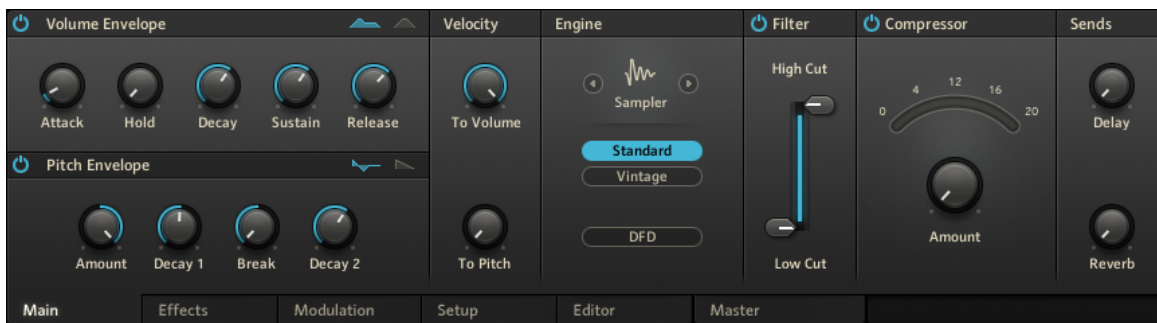 Volume Envelope
Velocity
Engine
Filter
Compressor
Sends
Attack
Hold
Decay
Sustain
Release
To Volume
Sampler
High Cut
0
4
12
16
20
Delay
Standard
Vintage
Pitch Envelope
DFD
Amount
Decay 1
Break
Decay 2
To Pitch
Low Cut
Amount
Reverb
Main
Effects
Modulation
Setup
Editor
Master